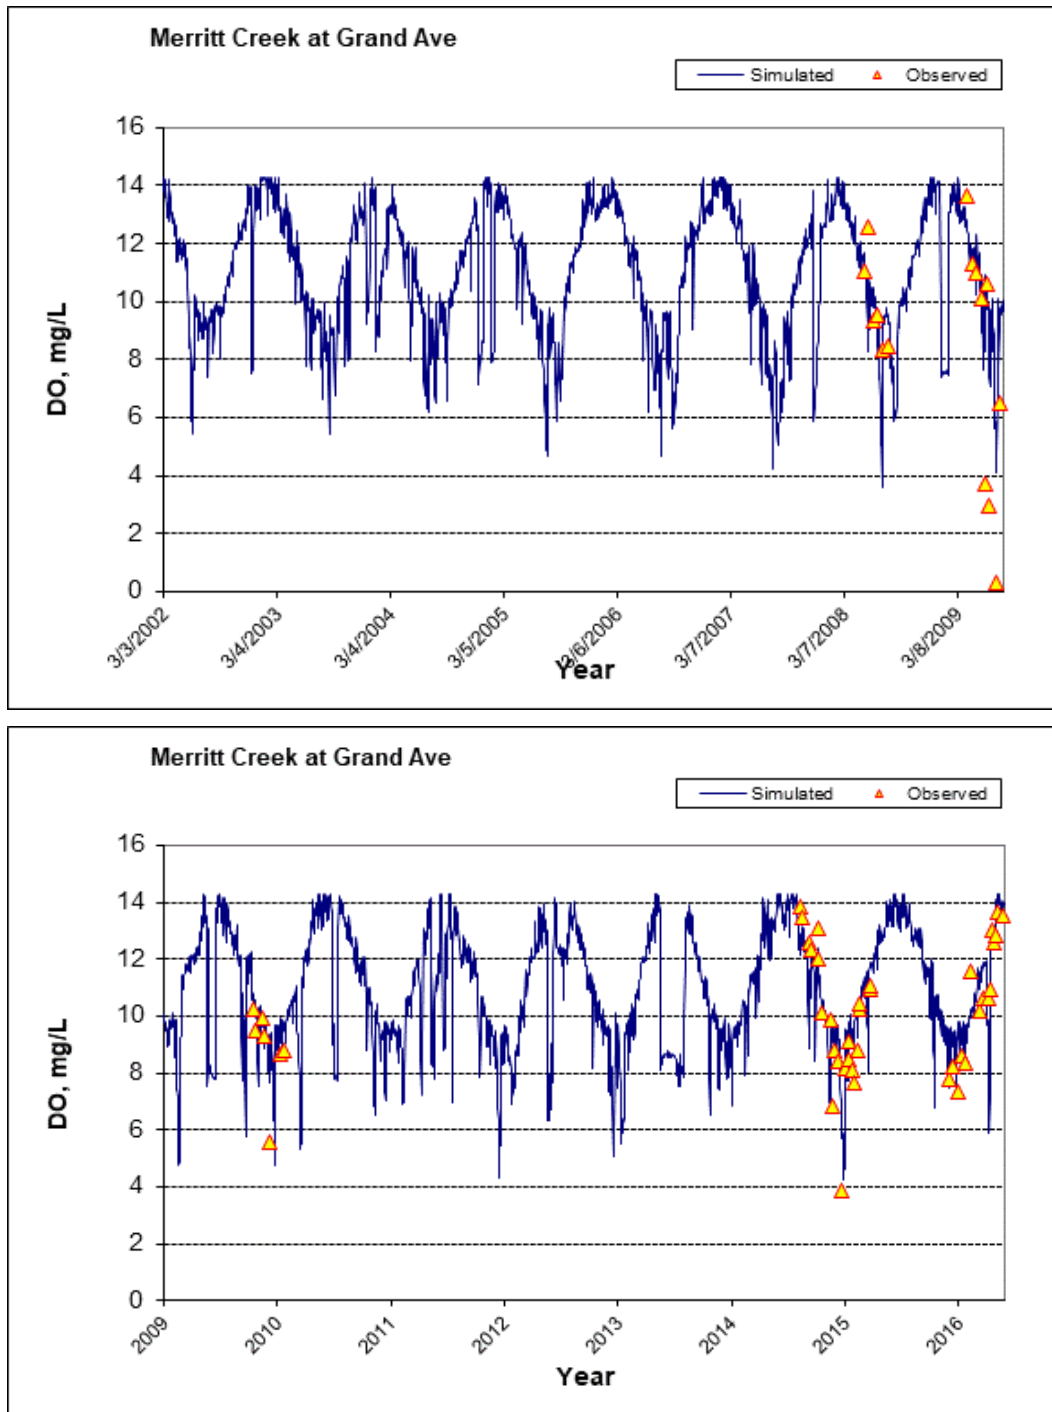 Merritt Creek at Grand Ave
Simulated Observed
16
14
12
10
8
6
4
2
0
DO, mg/L
3/3/2002 3/4/2003 3/4/2004 3/5/2005 3/6/2006 3/7/2007 3/7/2008 3/8/2009
Year
Merritt Creek at Grand Ave
Simulated Observed
16
14
12
10
8
6
4
2
0
DO, mg/L
2009 2010 2011 2012 2013 2014 2015 2016
Year